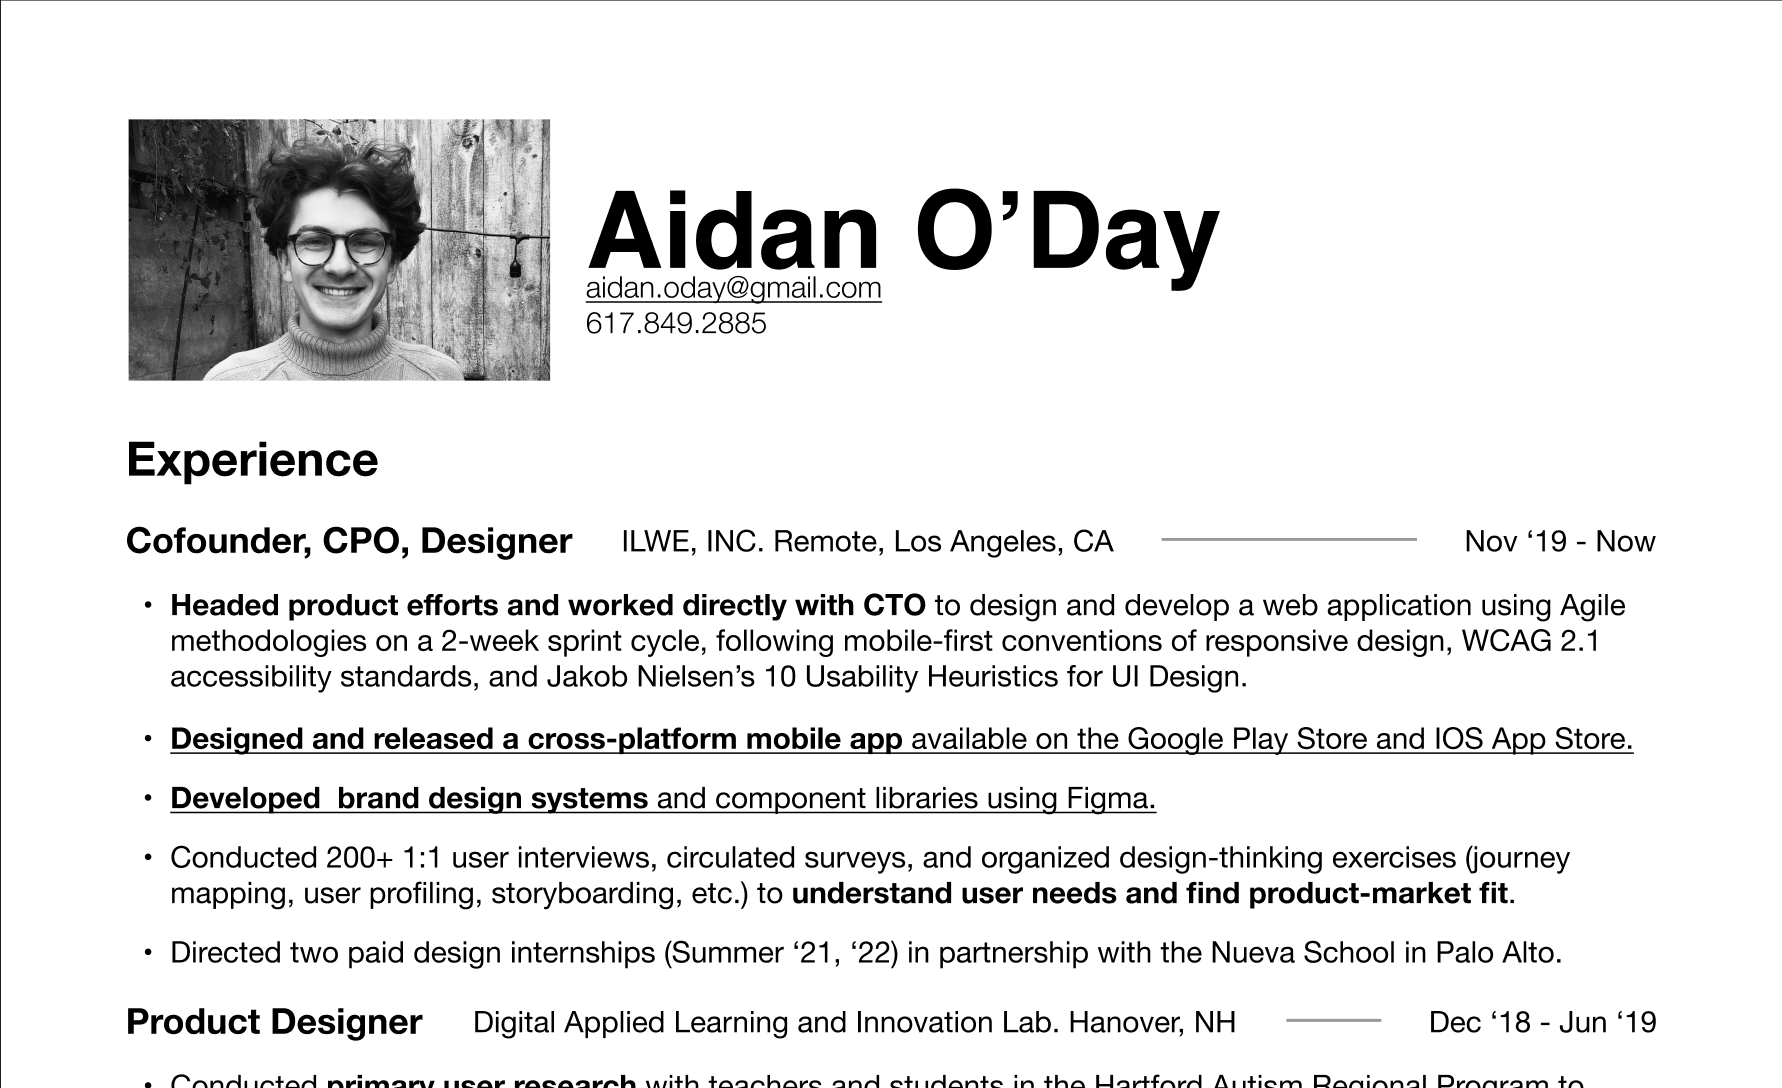 Aidan O’Day
aidan.oday@gmail.com
617.849.2885
Experience
Cofounder, CPO, Designer ILWE, INC. Remote, Los Angeles, CA Nov ‘19 - Now
• Headed product efforts and worked directly with CTO to design and develop a web application using Agile
methodologies on a 2-week sprint cycle, following mobile-first conventions of responsive design, WCAG 2.1
accessibility standards, and Jakob Nielsen’s 10 Usability Heuristics for UI Design.
• Designed and released a cross-platform mobile app available on the Google Play Store and IOS App Store.
• Developed  brand design systems and component libraries using Figma.
• Conducted 200+ 1:1 user interviews, circulated surveys, and organized design-thinking exercises (journey
mapping, user profiling, storyboarding, etc.) to understand user needs and find product-market fit.
• Directed two paid design internships (Summer ‘21, ‘22) in partnership with the Nueva School in Palo Alto.
Product Designer Digital Applied Learning and Innovation Lab. Hanover, NH Dec ‘18 - Jun ‘19
• Conducted primary user research with teachers and students in the Hartford Autism Regional Program to